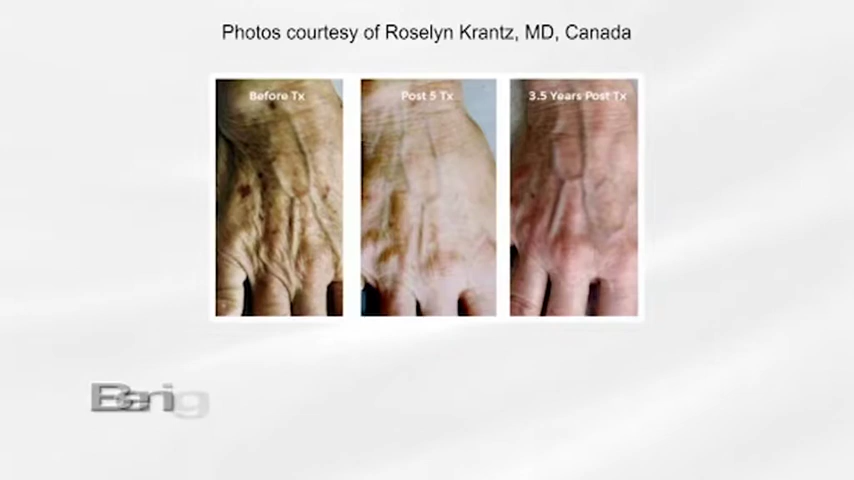 Photos courtesy of Roselyn Krantz, MD, Canada
Before Tx
Post 5 Tx
3.5 Years Post Tx